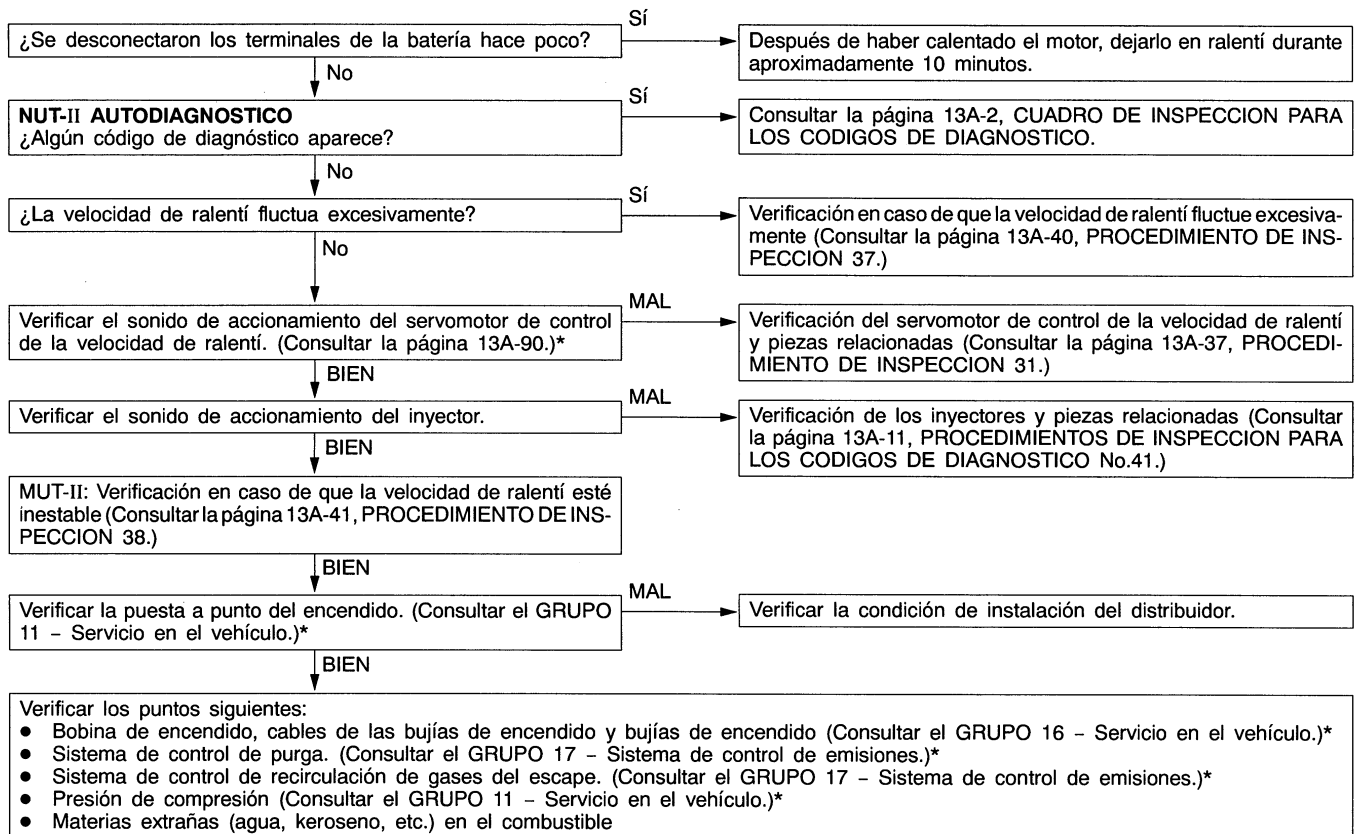 Sí
¿Se desconectaron los terminales de la batería hace poco?
Después de haber calentado el motor, dejarlo en ralentí durante
aproximadamente 10 minutos.
No
Sí
NUT-II AUTODIAGNOSTICO
¿Algún código de diagnóstico aparece?
Consultar la página 13A-2, CUADRO DE INSPECCION PARA
LOS CODIGOS DE DIAGNOSTICO.
No
Sí
¿La velocidad de ralentí fluctua excesivamente?
Verificación en caso de que la velocidad de ralentí fluctue excesiva-
mente (Consultar la página 13A-40, PROCEDIMIENTO DE INS-
PECCION 37.)
No
MAL
Verificar el sonido de accionamiento del servomotor de control
de la velocidad de ralentí. (Consultar la página 13A-90.)*
Verificación del servomotor de control de la velocidad de ralentí
y piezas relacionadas (Consultar la página 13A-37, PROCEDI-
MIENTO DE INSPECCION 31.)
BIEN
MAL
Verificar el sonido de accionamiento del inyector.
Verificación de los inyectores y piezas relacionadas (Consultar
la página 13A-11, PROCEDIMIENTOS DE INSPECCION PARA
LOS CODIGOS DE DIAGNOSTICO No.41.)
BIEN
MUT-II: Verificación en caso de que la velocidad de ralentí esté
inestable (Consultar la página 13A-41, PROCEDIMIENTO DE INS-
PECCION 38.)
BIEN
MAL
Verificar la puesta a punto del encendido. (Consultar el GRUPO
11 – Servicio en el vehículo.)*
Verificar la condición de instalación del distribuidor.
BIEN
Verificar los puntos siguientes:
● Bobina de encendido, cables de las bujías de encendido y bujías de encendido (Consultar el GRUPO 16 – Servicio en el vehículo.)*
● Sistema de control de purga. (Consultar el GRUPO 17 – Sistema de control de emisiones.)*
● Sistema de control de recirculación de gases del escape. (Consultar el GRUPO 17 – Sistema de control de emisiones.)*
● Presión de compresión (Consultar el GRUPO 11 – Servicio en el vehículo.)*
● Materias extrañas (agua, keroseno, etc.) en el combustible